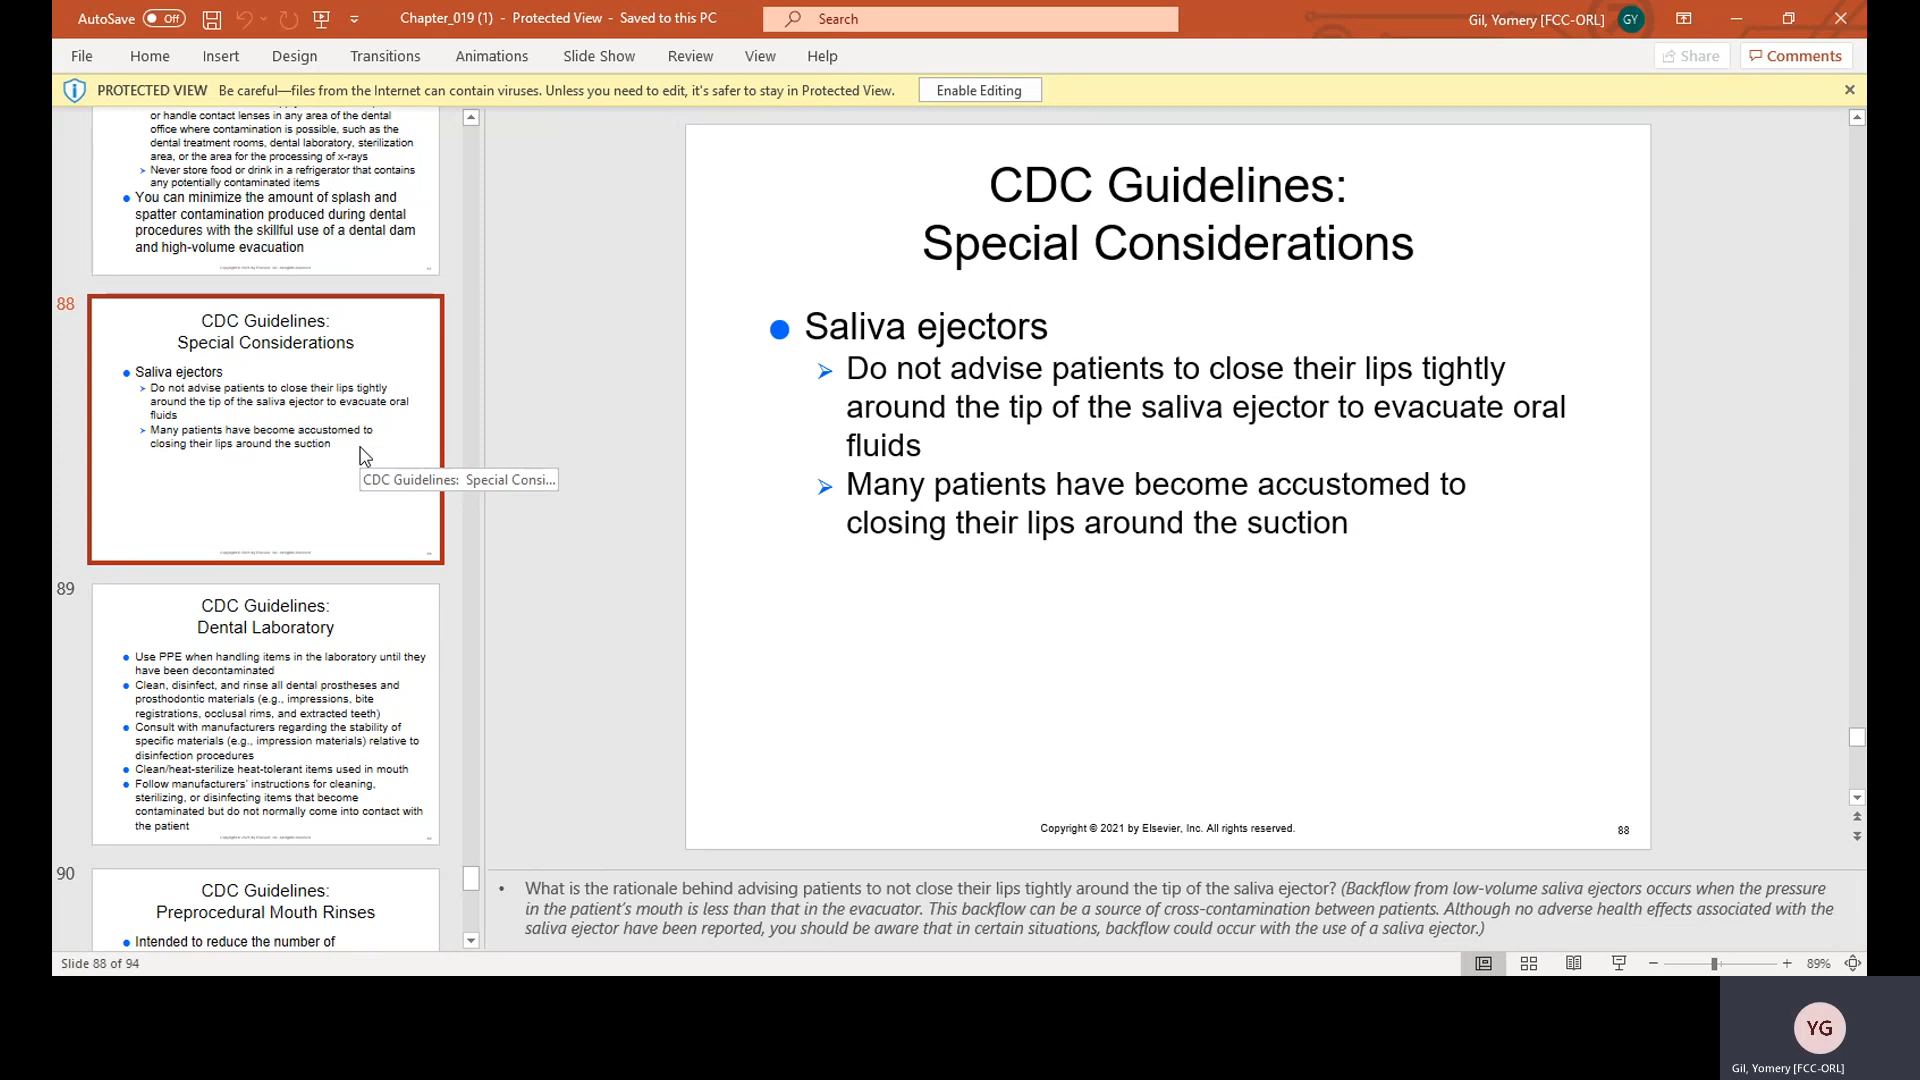 AutoSave Off
Chapter_019 (1) - Protected View - Saved to this PC
Search
Gil, Yomery [FCC-ORL] GY
File Home Insert Design Transitions Animations Slide Show Review View Help Share Comments
PROTECTED VIEW Be careful—files from the Internet can contain viruses. Unless you need to edit, it's safer to stay in Protected View. Enable Editing
or handle contact lenses in any area of the dental
office where contamination is possible, such as the
dental treatment rooms, dental laboratory, sterilization
area, or the area for the processing of x-rays
Never store food or drink in a refrigerator that contains
any potentially contaminated items
You can minimize the amount of splash and
spatter contamination produced during dental
procedures with the skillful use of a dental dam
and high-volume evacuation
88
CDC Guidelines:
Special Considerations
Saliva ejectors
Do not advise patients to close their lips tightly
around the tip of the saliva ejector to evacuate oral
fluids
Many patients have become accustomed to
closing their lips around the suction
CDC Guidelines: Special Consi...
89
CDC Guidelines:
Dental Laboratory
Use PPE when handling items in the laboratory until they
have been decontaminated
Clean, disinfect, and rinse all dental prostheses and
prosthodontic materials (e.g., impressions, bite
registrations, occlusal rims, and extracted teeth)
Consult with manufacturers regarding the stability of
specific materials (e.g., impression materials) relative to
disinfection procedures
Clean/heat-sterilize heat-tolerant items used in mouth
Follow manufacturers' instructions for cleaning,
sterilizing, or disinfecting items that become
contaminated but do not normally come into contact with
the patient
90
CDC Guidelines:
Preprocedural Mouth Rinses
Intended to reduce the number of
CDC Guidelines:
Special Considerations
Saliva ejectors
Do not advise patients to close their lips tightly
around the tip of the saliva ejector to evacuate oral
fluids
Many patients have become accustomed to
closing their lips around the suction
Copyright © 2021 by Elsevier, Inc. All rights reserved.
88
• What is the rationale behind advising patients to not close their lips tightly around the tip of the saliva ejector? (Backflow from low-volume saliva ejectors occurs when the pressure
in the patient's mouth is less than that in the evacuator. This backflow can be a source of cross-contamination between patients. Although no adverse health effects associated with the
saliva ejector have been reported, you should be aware that in certain situations, backflow could occur with the use of a saliva ejector.)
Slide 88 of 94
89%
YG
Gil, Yomery [FCC-ORL]